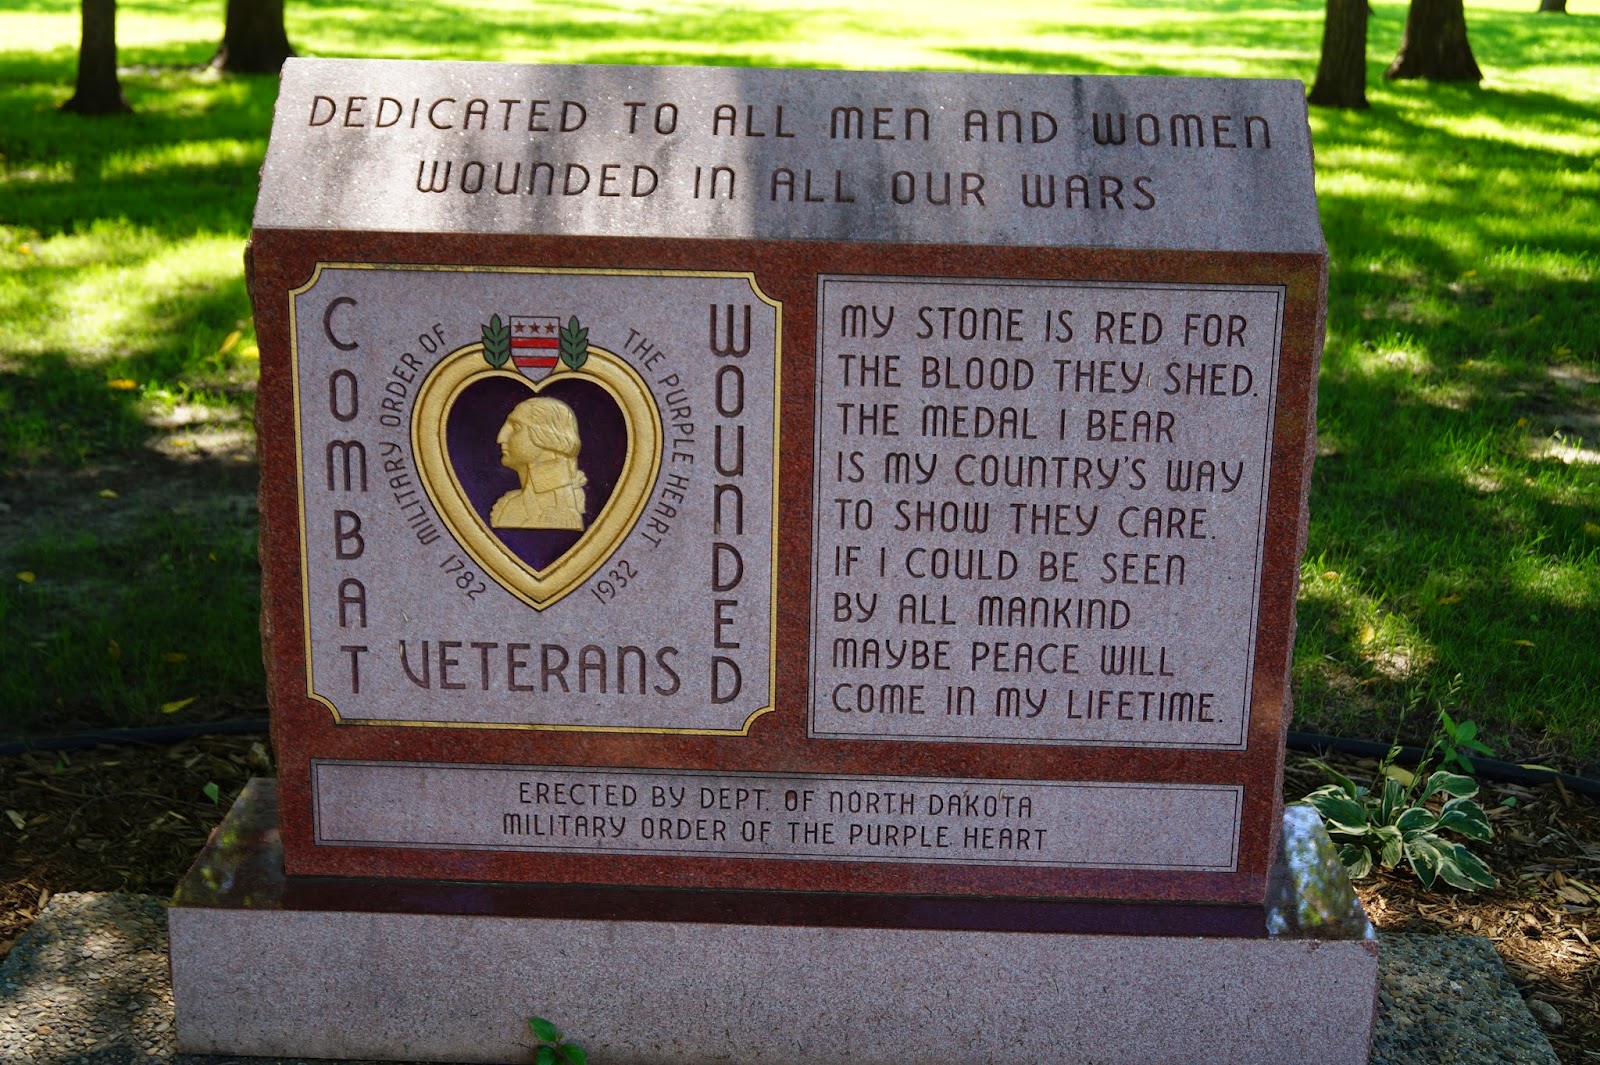 DEDICATED TO ALL MEN AND WOMEN
WOUNDED IN ALL OUR WARS
COMBAT
WOUNDED
VETERANS
MILITARY ORDER OF
THE PURPLE HEART
1782
1932
MY STONE IS RED FOR
THE BLOOD THEY SHED.
THE MEDAL I BEAR
IS MY COUNTRY'S WAY
TO SHOW THEY CARE.
IF I COULD BE SEEN
BY ALL MANKIND
MAYBE PEACE WILL
COME IN MY LIFETIME.
ERECTED BY DEPT. OF NORTH DAKOTA
MILITARY ORDER OF THE PURPLE HEART